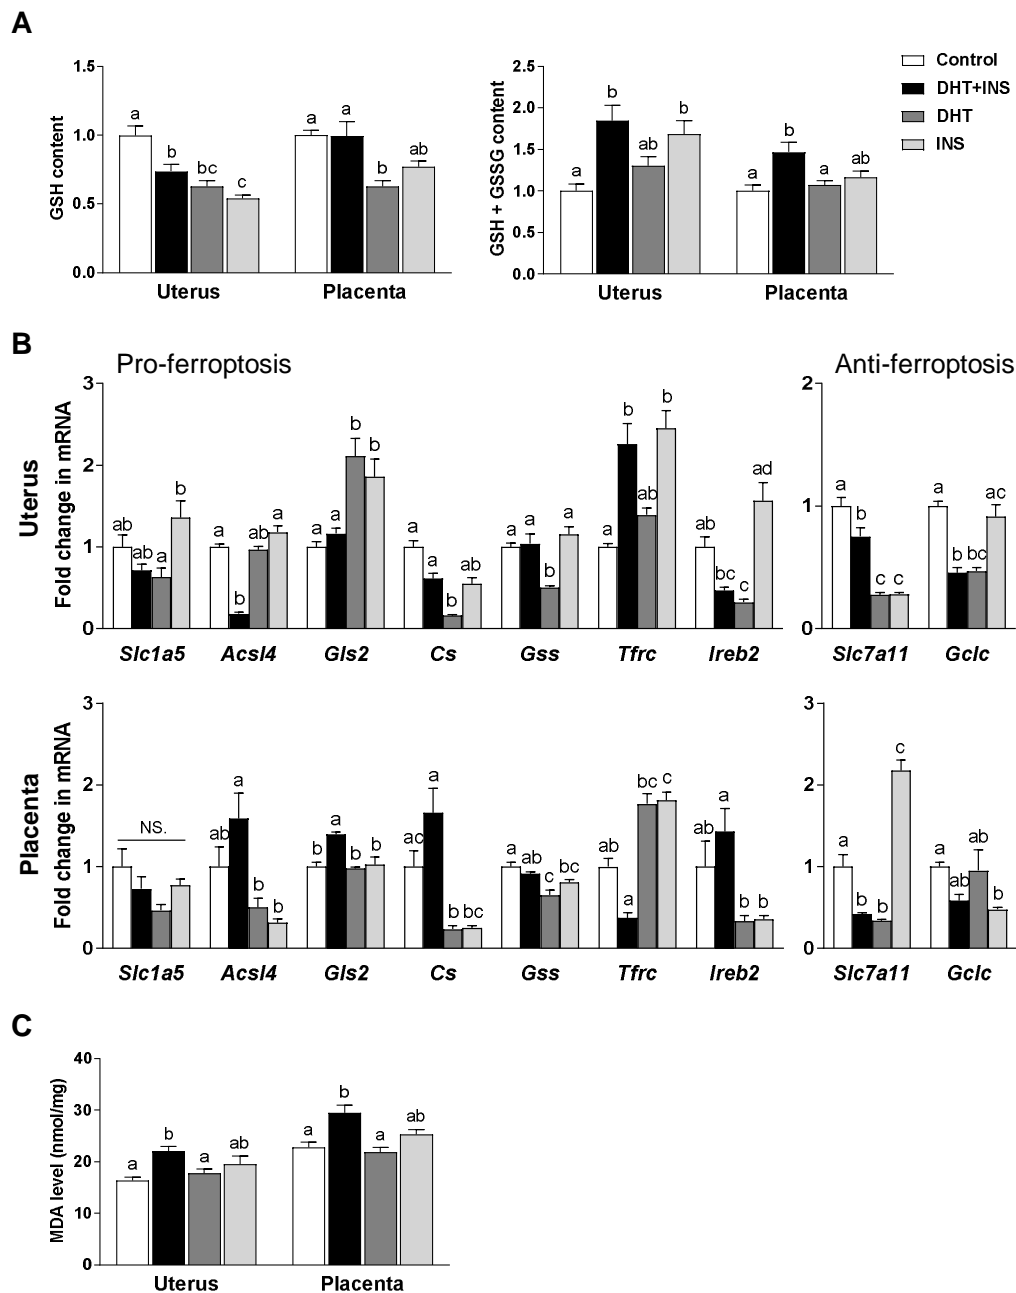 A
1.5
1.0
0.5
0.0
GSH content
a
b
bc
c
a
a
b
ab
Uterus
Placenta
2.5
2.0
1.5
1.0
0.5
0.0
GSH + GSSG content
a
b
ab
b
a
b
a
ab
Uterus
Placenta
Control
DHT+INS
DHT
INS
B
Pro-ferroptosis
Anti-ferroptosis
Uterus
Fold change in mRNA
3
2
1
0
ab
ab
a
b
a
b
ab
a
a
a
b
b
a
a
b
ab
a
a
b
a
a
b
ab
b
ab
bc
c
ad
Slc1a5
Acsl4
Gls2
Cs
Gss
Tfrc
Ireb2
2
1
0
a
b
c
c
a
b
bc
ac
Slc7a11
Gclc
Placenta
Fold change in mRNA
3
2
1
0
NS.
ab
a
b
b
b
a
b
b
ac
a
b
bc
a
ab
c
bc
ab
a
bc
c
ab
a
b
b
Slc1a5
Acsl4
Gls2
Cs
Gss
Tfrc
Ireb2
3
2
1
0
a
b
b
c
a
ab
ab
b
Slc7a11
Gclc
C
40
30
20
10
0
MDA level (nmol/mg)
a
b
a
ab
a
b
a
ab
Uterus
Placenta